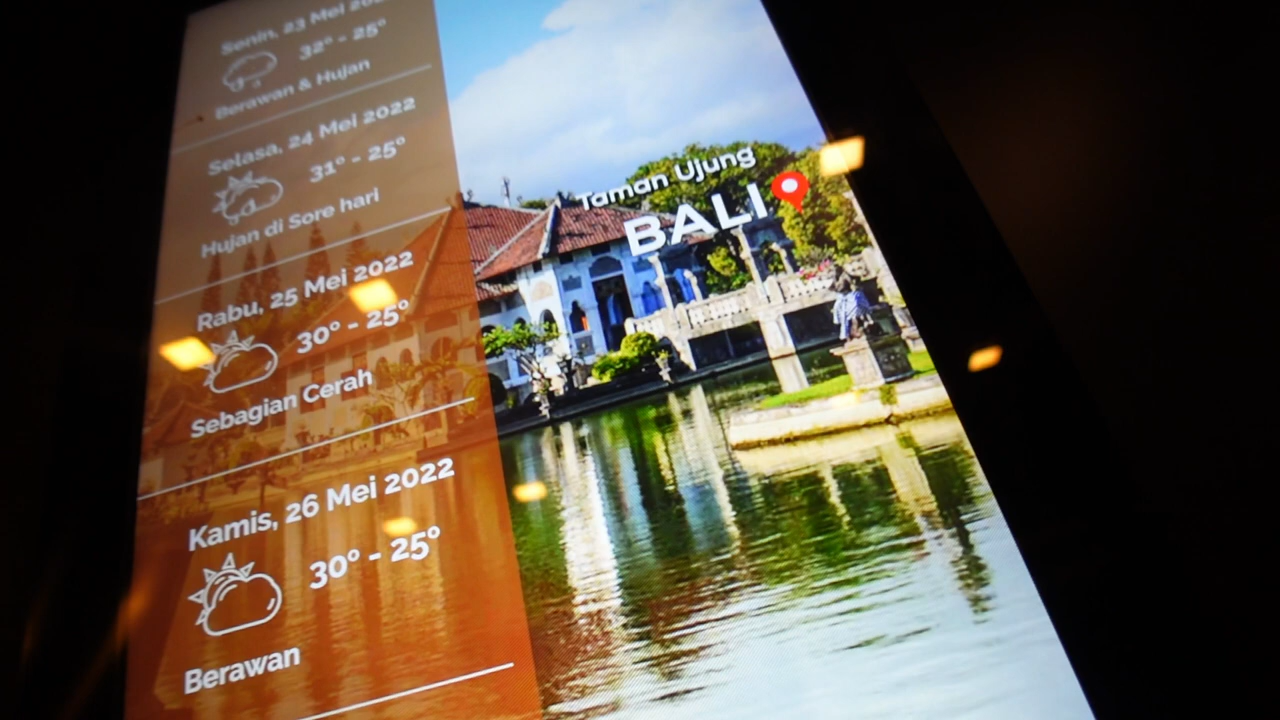 Senin, 23 Mei
32° - 25°
Berawan & Hujan
Selasa, 24 Mei 2022
31° - 25°
Hujan di Sore hari
Rabu, 25 Mei 2022
30° - 25°
Sebagian Cerah
Kamis, 26 Mei 2022
30° - 25°
Berawan
Taman Ujung
BALI